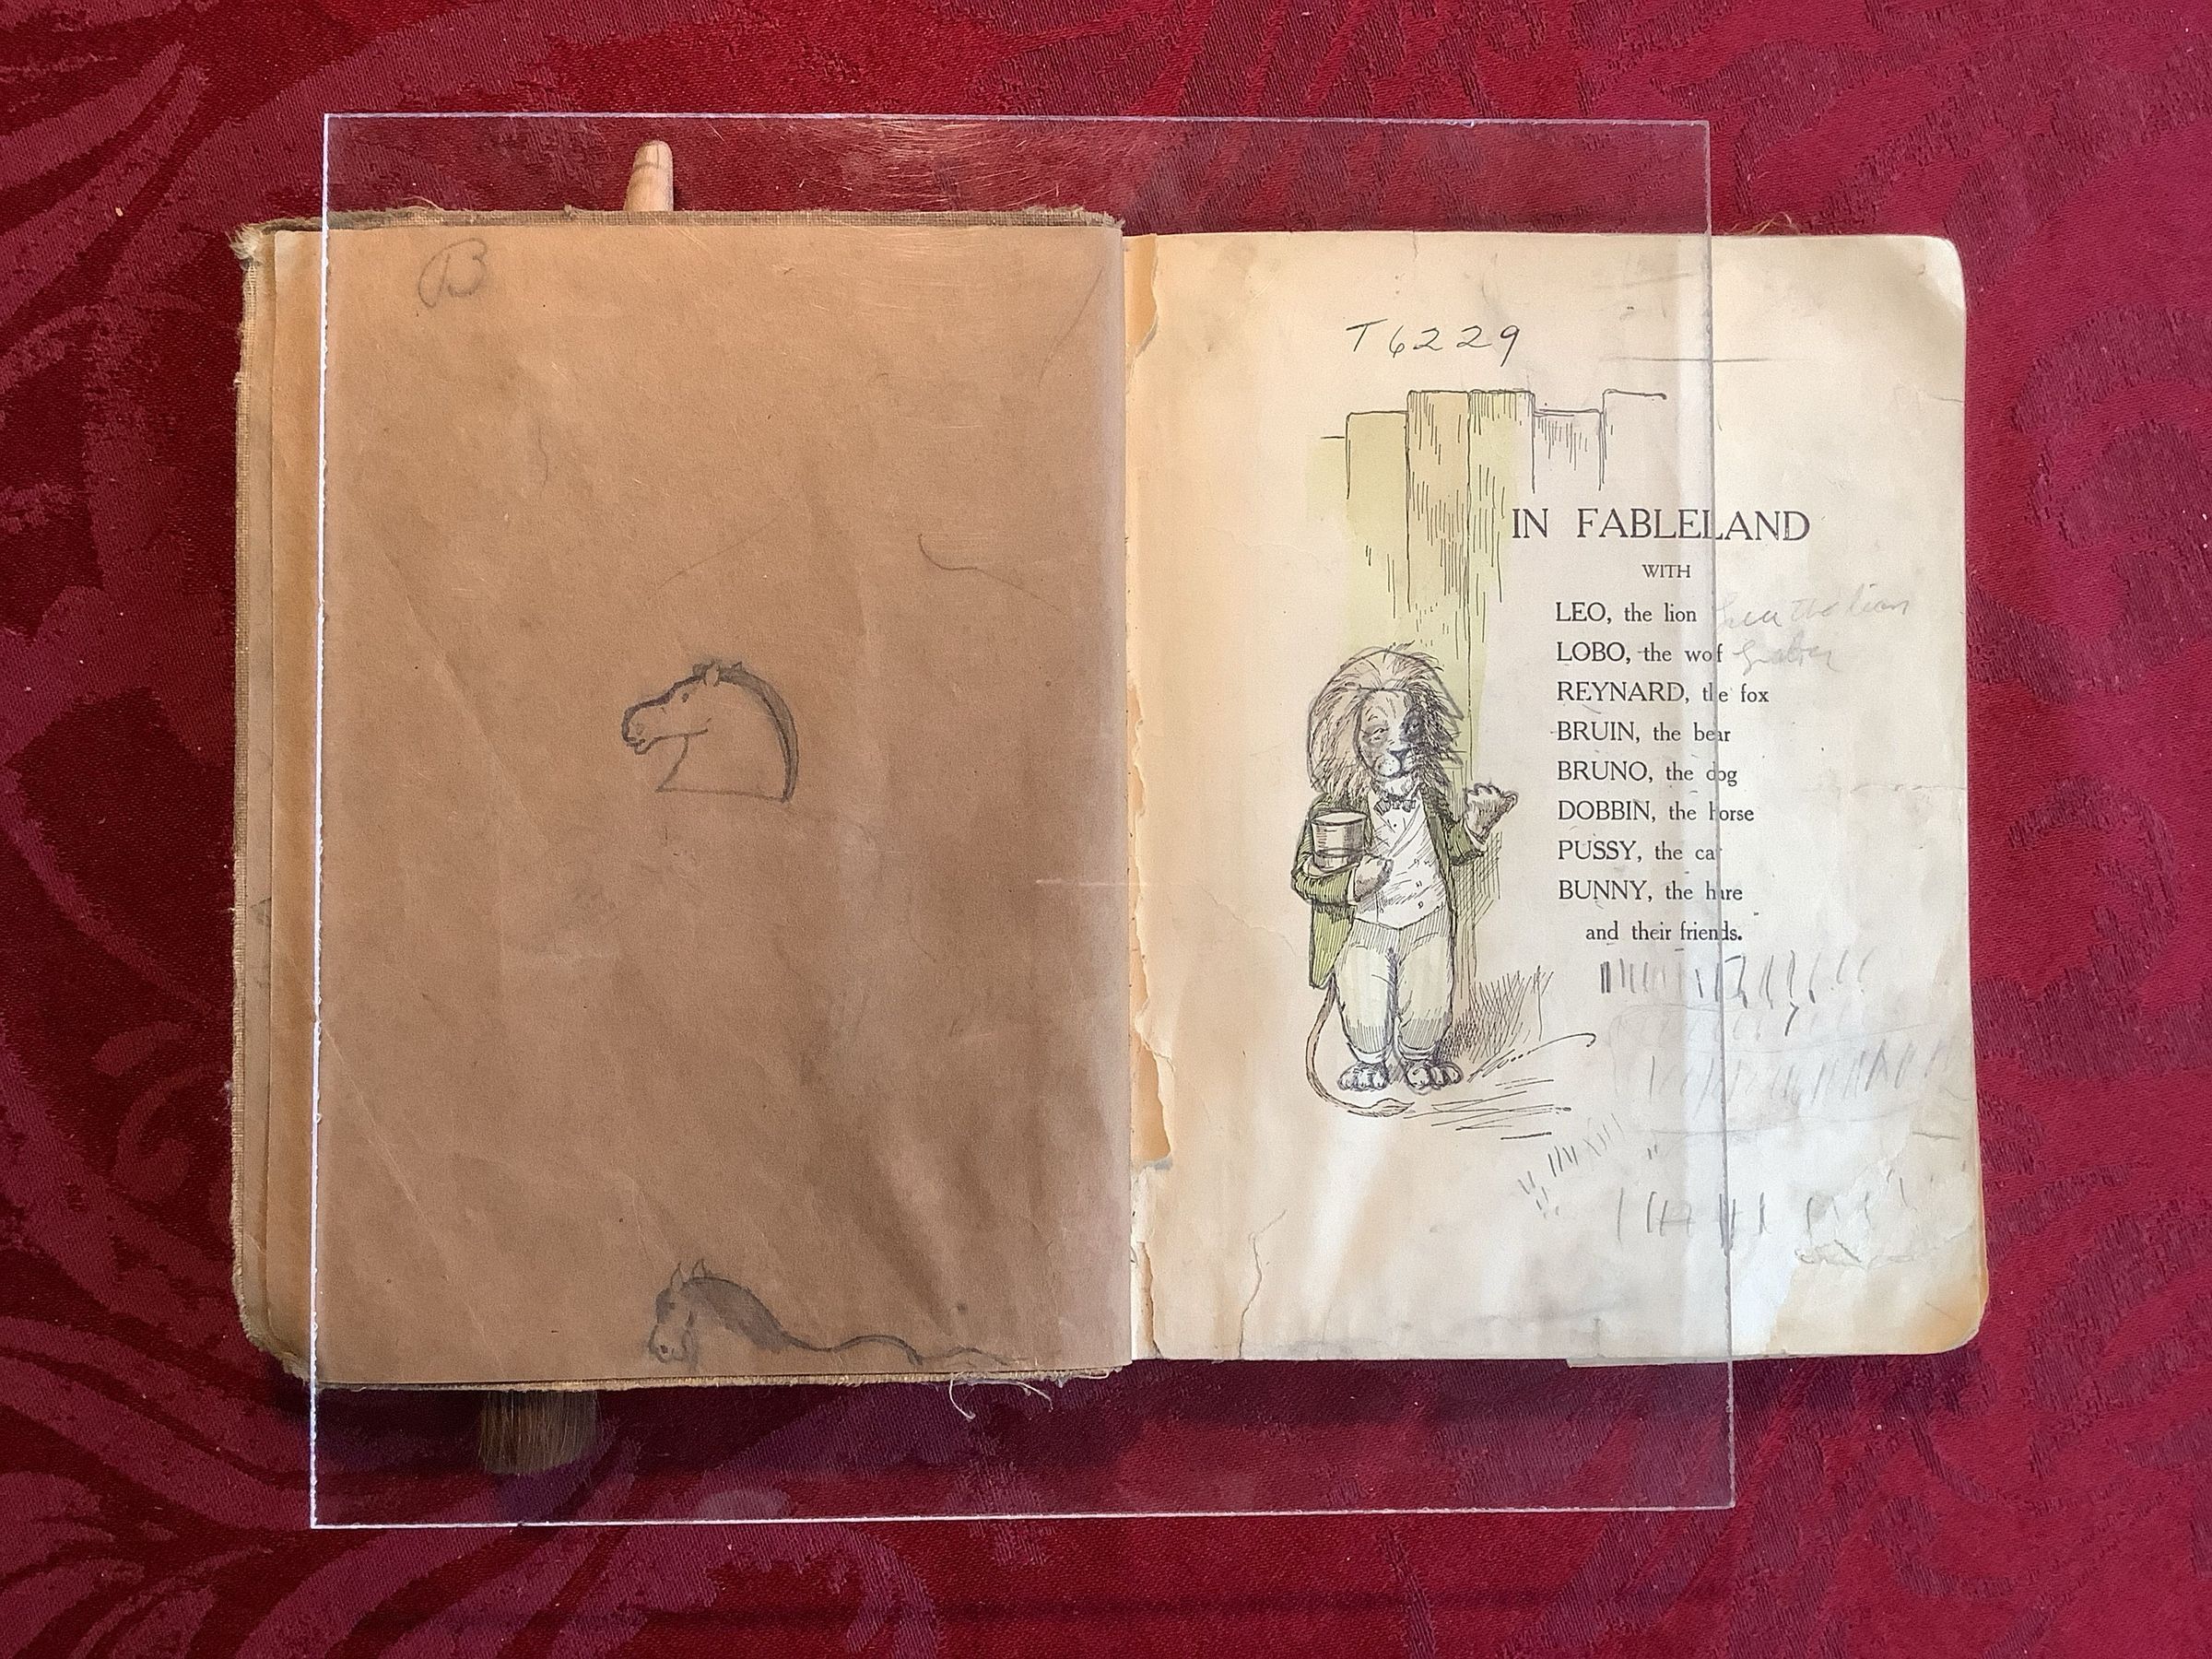 B
T6229
IN FABLELAND
WITH
LEO, the lion
LOBO, the wof
REYNARD, the fox
BRUIN, the bear
BRUNO, the dog
DOBBIN, the horse
PUSSY, the cat
BUNNY, the hare
and their friends.